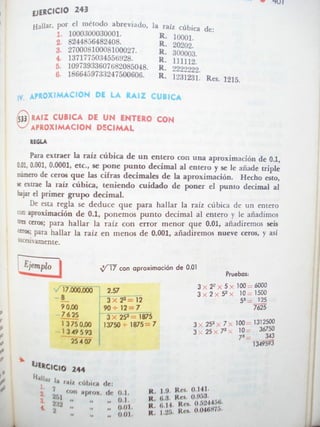 EJERCICIO 243
Hallar, por el método abreviado, la raíz cúbica de:
1. 1000300030001. R. 10001.
2. 8244856482408. R. 20202.
3. 27000810008100027. R. 300003.
4. 1371775034556928. R. 111112.
5. 10973933607682085048. R. 2222222.
6. 1866459733247500606. R. 1231231. Res. 1215.
IV. APROXIMACION DE LA RAIZ CUBICA
533 RAIZ CUBICA DE UN ENTERO CON
APROXIMACION DECIMAL
REGLA
Para extraer la raíz cúbica de un entero con una aproximación de 0.1,
0.01, 0.001, 0.0001, etc., se pone punto decimal al entero y se le añade triple
número de ceros que las cifras decimales de la aproximación. Hecho esto,
se extrae la raíz cúbica, teniendo cuidado de poner el punto decimal al
bajar el primer grupo decimal.
De esta regla se deduce que para hallar la raíz cúbica de un entero
con aproximación de 0.1, ponemos punto decimal al entero y le añadimos
tres ceros; para hallar la raíz con error menor que 0.01, añadiremos seis
ceros; para hallar la raíz en menos de 0.001, añadiremos nueve ceros, y así
sucesivamente.
Ejemplo ∛17 con aproximación de 0.01
Pruebas:
√17.000,000 2.57 3 × 2² × 5 × 100 = 6000
- 8 3 × 2² = 12 3 × 2 × 5² × 10 = 1500
9 0,00 90 ÷ 12 = 7 5³ = 125
- 7 6 25 3 × 25² = 1875 7625
1 3 75 0,00 13750 ÷ 1875 = 7 3 × 25² × 7 × 100 = 1312500
- 1 3 49 5 93 3 × 25 × 7² × 10 = 36750
25 4 07 7³ = 343
1349593
EJERCICIO 244
Hallar la raíz cúbica de:
1. 7 con aprox. de 0.1. R. 1.9. Res. 0.141.
2. 251 " " " 0.1. R. 6.3. Res. 0.953.
3. 232 " " " 0.01. R. 6.14. Res. 0.524456.
4. 2 " " " 0.01. R. 1.25. Res. 0.046875.